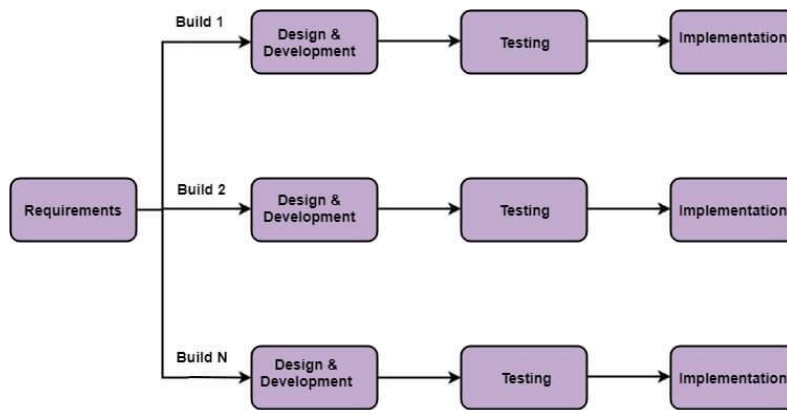 Build 1
Design &
Development
Testing
Implementation
Requirements
Build 2
Design &
Development
Testing
Implementation
Build N
Design &
Development
Testing
Implementation